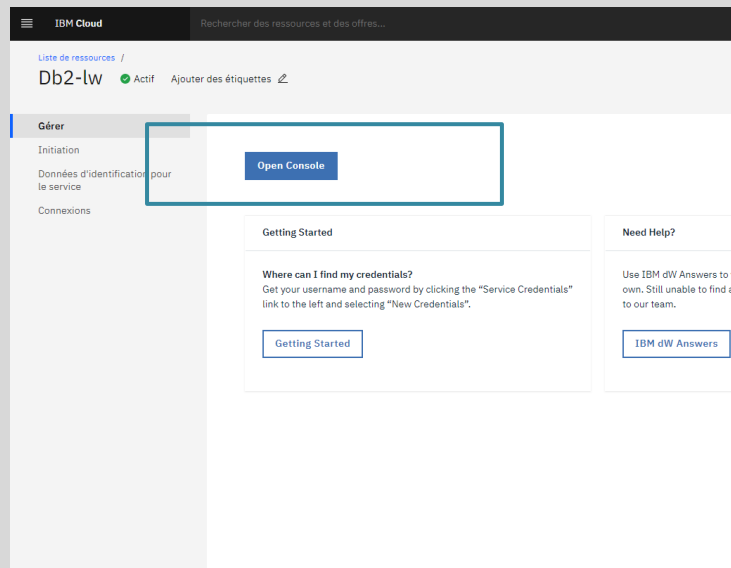 IBM Cloud
Rechercher des ressources et des offres...
Liste de ressources /
Db2-lw
Actif
Ajouter des étiquettes
Gérer
Initiation
Données d'identification pour
le service
Connexions
Open Console
Getting Started
Where can I find my credentials?
Get your username and password by clicking the “Service Credentials”
link to the left and selecting “New Credentials”.
Getting Started
Need Help?
Use IBM dW Answers to
own. Still unable to find a
to our team.
IBM dW Answers